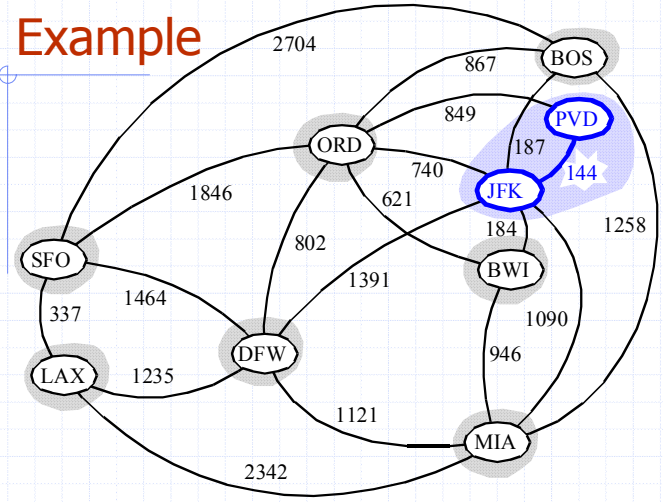 Example
2704
BOS
867
PVD
849
ORD
187
740
144
JFK
1846
621
184
1258
802
SFO
BWI
1391
1464
337
1090
DFW
946
LAX
1235
1121
MIA
2342